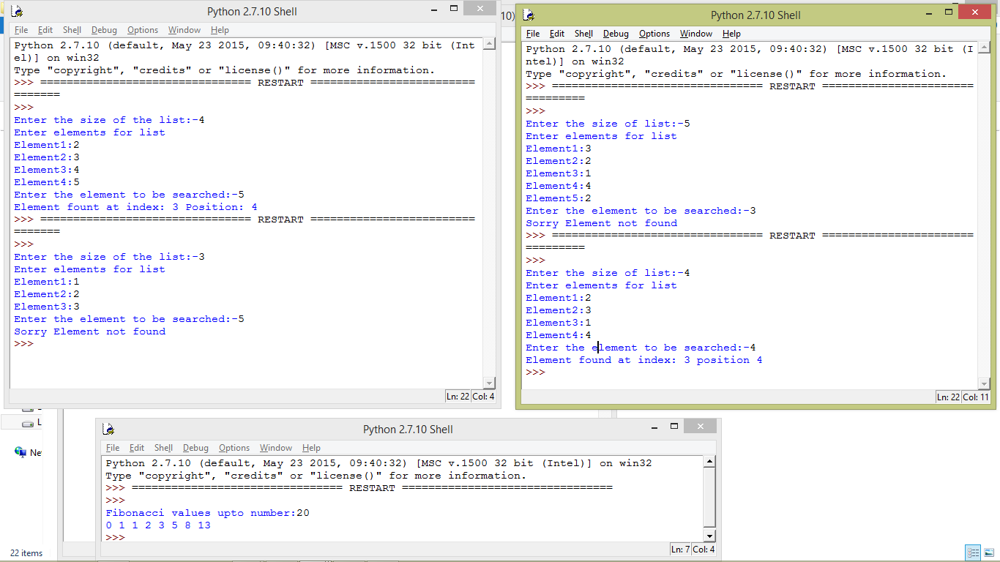 Python 2.7.10 Shell
File Edit Shell Debug Options Window Help
Python 2.7.10 (default, May 23 2015, 09:40:32) [MSC v.1500 32 bit (Int
el)] on win32
Type "copyright", "credits" or "license()" for more information.
>>> ================================ RESTART =========================
=======
>>>
Enter the size of the list:-4
Enter elements for list
Element1:2
Element2:3
Element3:4
Element4:5
Enter the element to be searched:-5
Element fount at index: 3 Position: 4
>>> ================================ RESTART =========================
=======
>>>
Enter the size of the list:-3
Enter elements for list
Element1:1
Element2:2
Element3:3
Enter the element to be searched:-5
Sorry Element not found
>>>
Ln: 22 Col: 4
10)
Python 2.7.10 Shell
File Edit Shell Debug Options Window Help
Python 2.7.10 (default, May 23 2015, 09:40:32) [MSC v.1500 32 bit (I
ntel)] on win32
Type "copyright", "credits" or "license()" for more information.
>>> ================================ RESTART =======================
=========
>>>
Enter the size of list:-5
Enter elements for list
Element1:3
Element2:2
Element3:1
Element4:4
Element5:2
Enter the element to be searched:-3
Sorry Element not found
>>> ================================ RESTART =======================
=========
>>>
Enter the size of list:-4
Enter elements for list
Element1:2
Element2:3
Element3:1
Element4:4
Enter the element to be searched:-4
Element found at index: 3 position 4
>>>
Ln: 22 Col: 11
L
Ne
22 items
Python 2.7.10 Shell
File Edit Shell Debug Options Window Help
Python 2.7.10 (default, May 23 2015, 09:40:32) [MSC v.1500 32 bit (Intel)] on win32
Type "copyright", "credits" or "license()" for more information.
>>> ================================ RESTART ================================
>>>
Fibonacci values upto number:20
0 1 1 2 3 5 8 13
>>>
Ln: 7 Col: 4